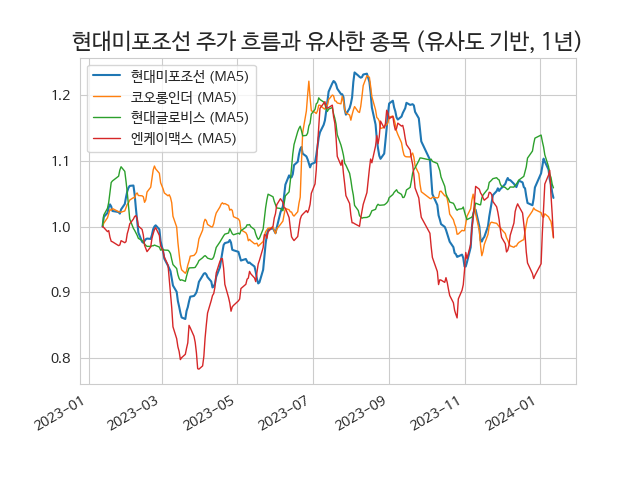 현대미포조선 주가 흐름과 유사한 종목 (유사도 기반, 1년)
현대미포조선 (MA5)
코오롱인더 (MA5)
현대글로비스 (MA5)
엔케이맥스 (MA5)
1.2
1.1
1.0
0.9
0.8
2023-01
2023-03
2023-05
2023-07
2023-09
2023-11
2024-01